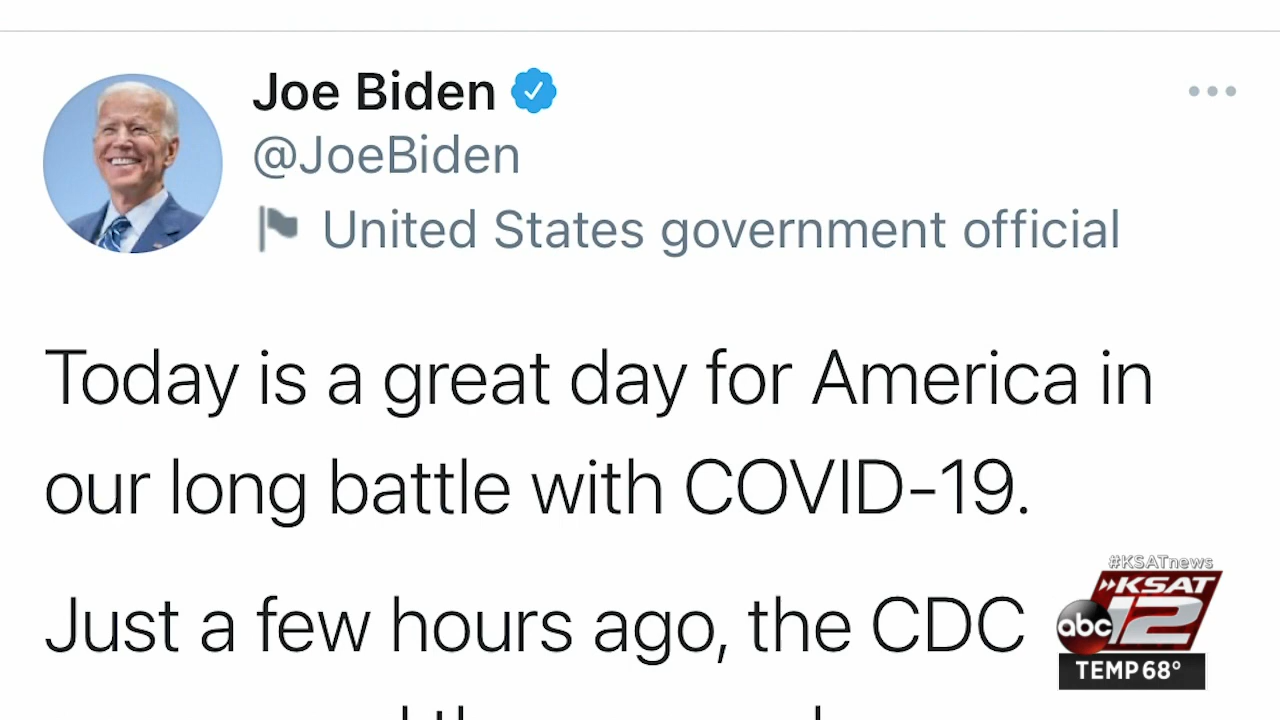 Joe Biden
@JoeBiden
United States government official
Today is a great day for America in
our long battle with COVID-19.
Just a few hours ago, the CDC
#KSATnews
KSAT
abc 12
TEMP 68°